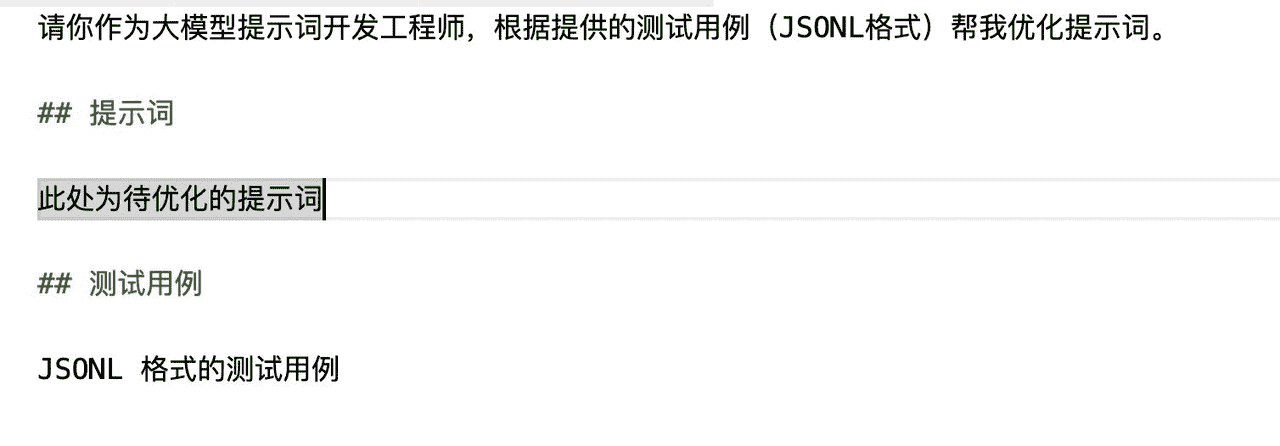 请你作为大模型提示词开发工程师，根据提供的测试用例（JSONL格式）帮我优化提示词。
## 提示词
此处为待优化的提示词
## 测试用例
JSONL 格式的测试用例